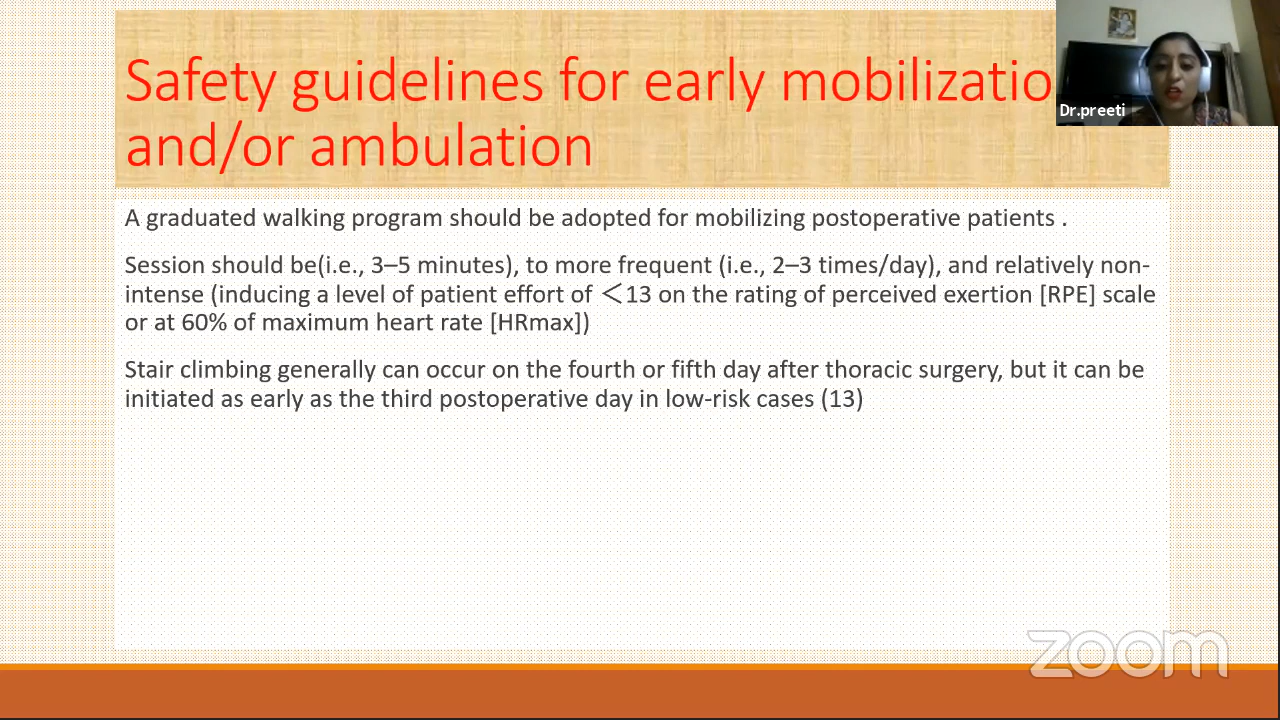 Safety guidelines for early mobilizatio
and/or ambulation
Dr.preeti
A graduated walking program should be adopted for mobilizing postoperative patients .
Session should be(i.e., 3–5 minutes), to more frequent (i.e., 2–3 times/day), and relatively non-
intense (inducing a level of patient effort of ＜13 on the rating of perceived exertion [RPE] scale
or at 60% of maximum heart rate [HRmax])
Stair climbing generally can occur on the fourth or fifth day after thoracic surgery, but it can be
initiated as early as the third postoperative day in low-risk cases (13)
zoom